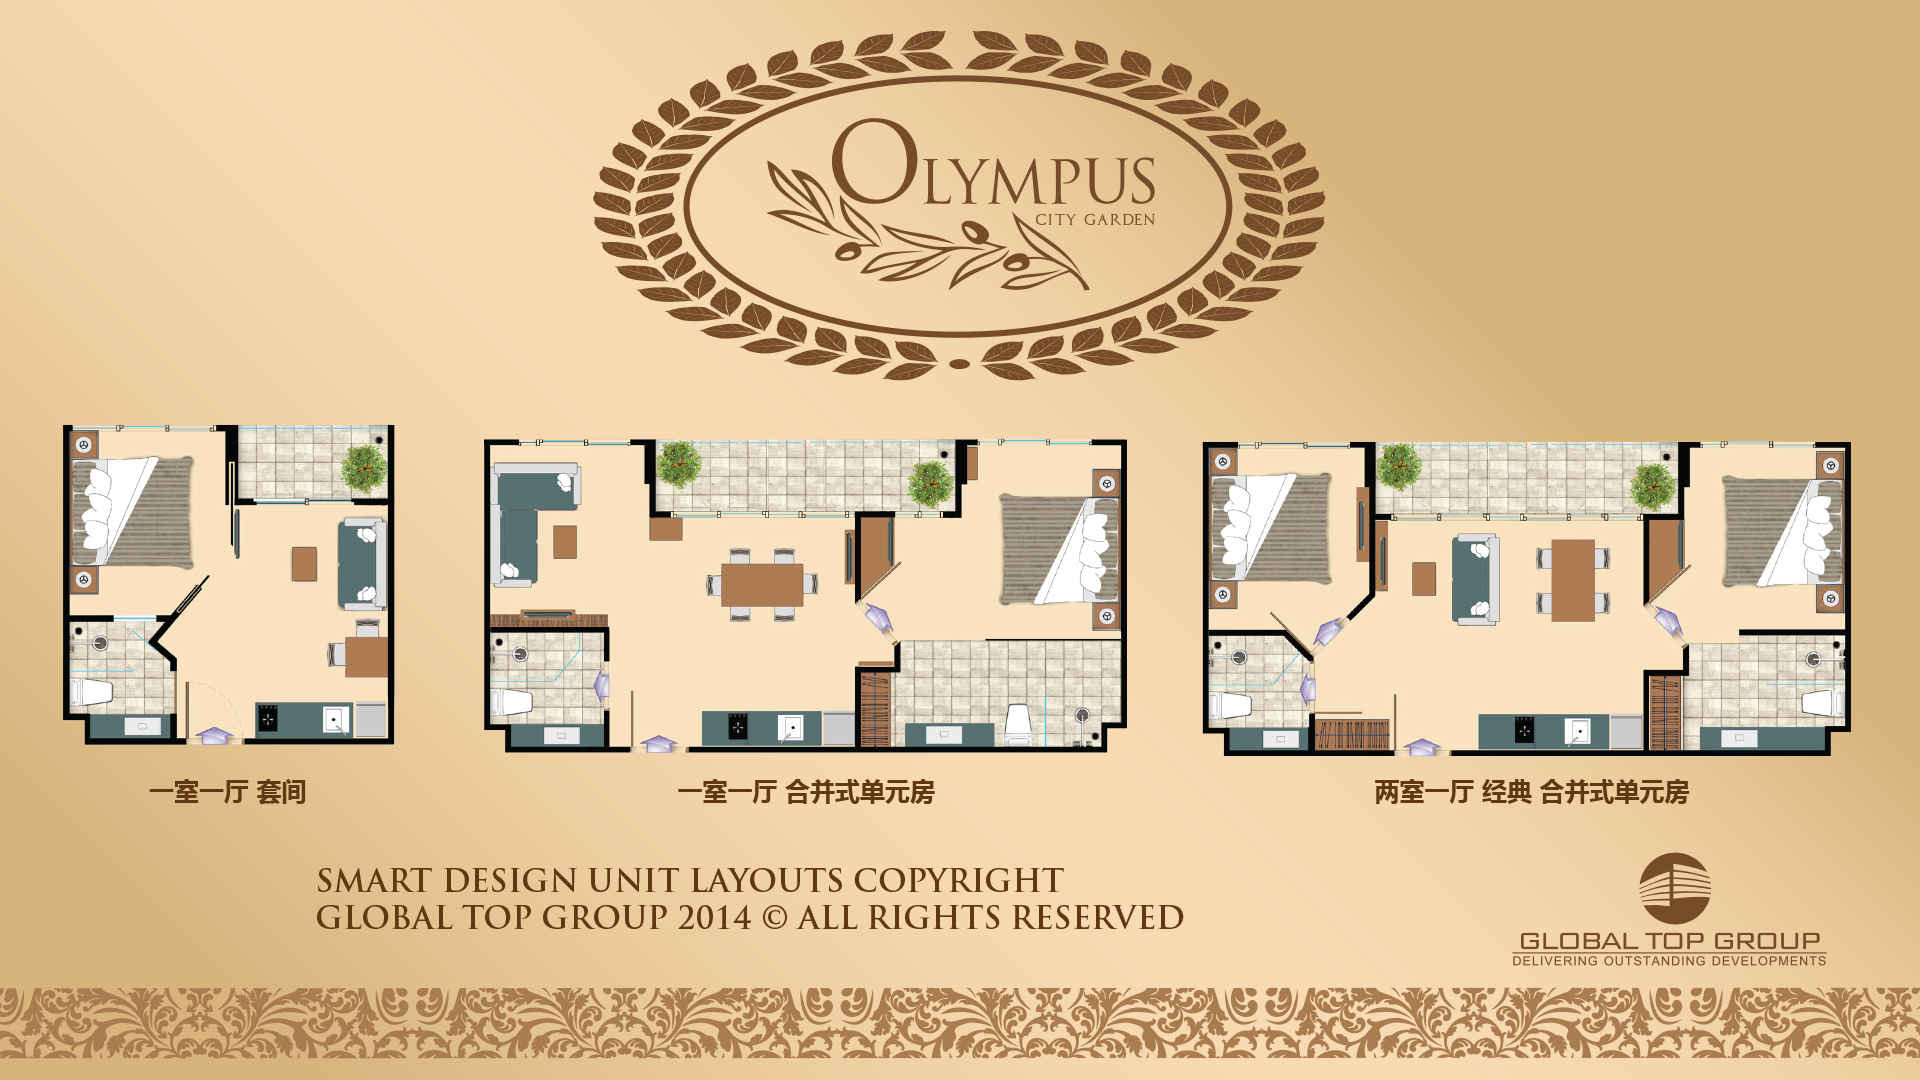 OLYMPUS
CITY GARDEN
一室一厅 套间
一室一厅 合并式单元房
两室一厅 经典 合并式单元房
SMART DESIGN UNIT LAYOUTS COPYRIGHT
GLOBAL TOP GROUP 2014 © ALL RIGHTS RESERVED
GLOBAL TOP GROUP
DELIVERING OUTSTANDING DEVELOPMENTS